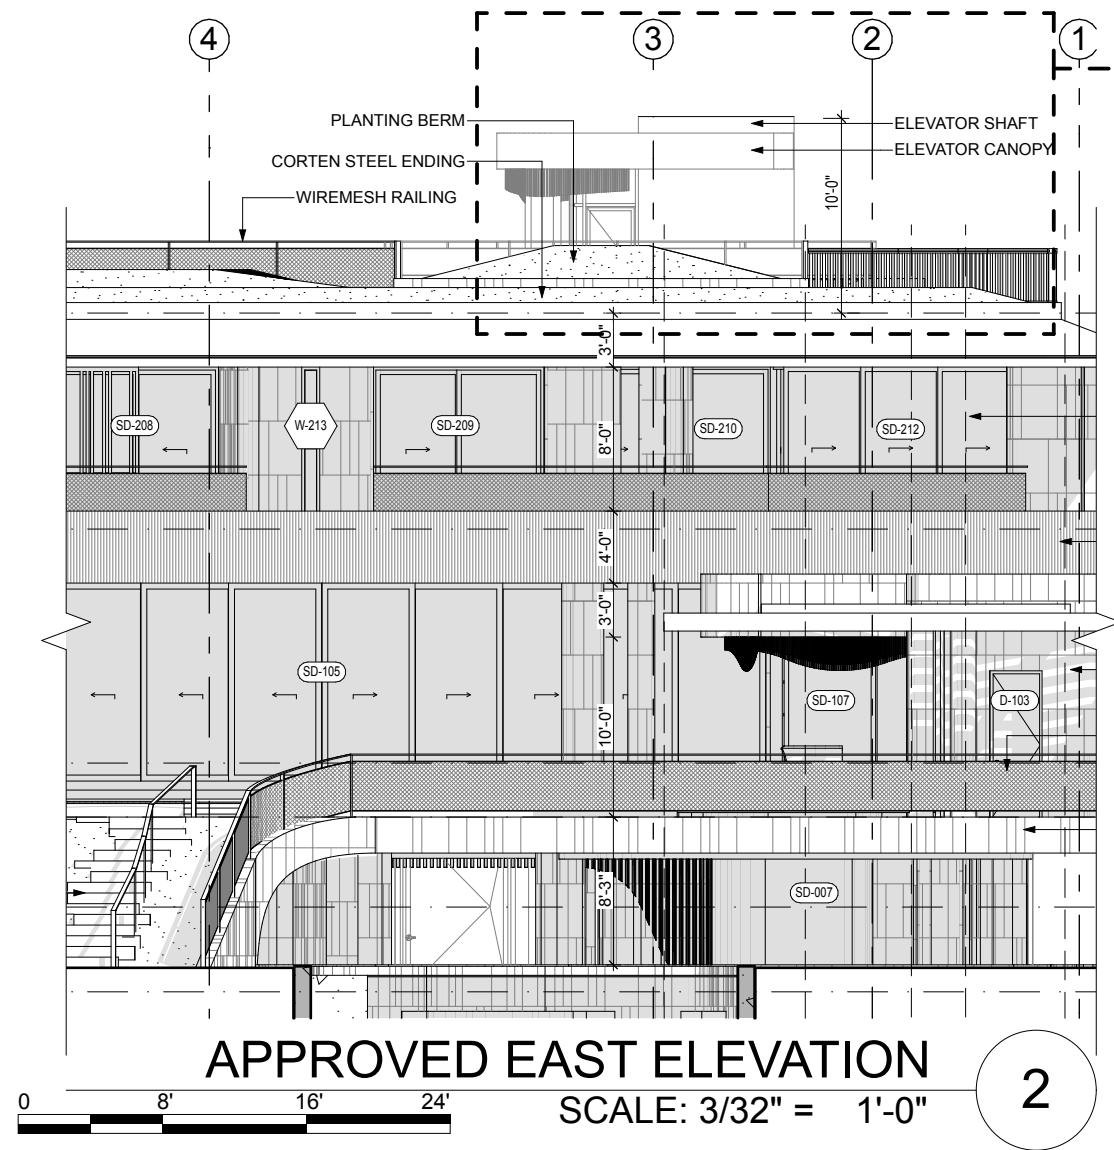 4
3
2
1
PLANTING BERM
ELEVATOR SHAFT
CORTEN STEEL ENDING
ELEVATOR CANOPY
WIREMESH RAILING
10'-0"
3'-0"
SD-208
W-213
SD-209
SD-210
SD-212
8'-0"
4'-0"
3'-0"
SD-105
SD-107
D-103
10'-0"
8'-3"
SD-007
APPROVED EAST ELEVATION
2
0 8' 16' 24'
SCALE: 3/32" = 1'-0"